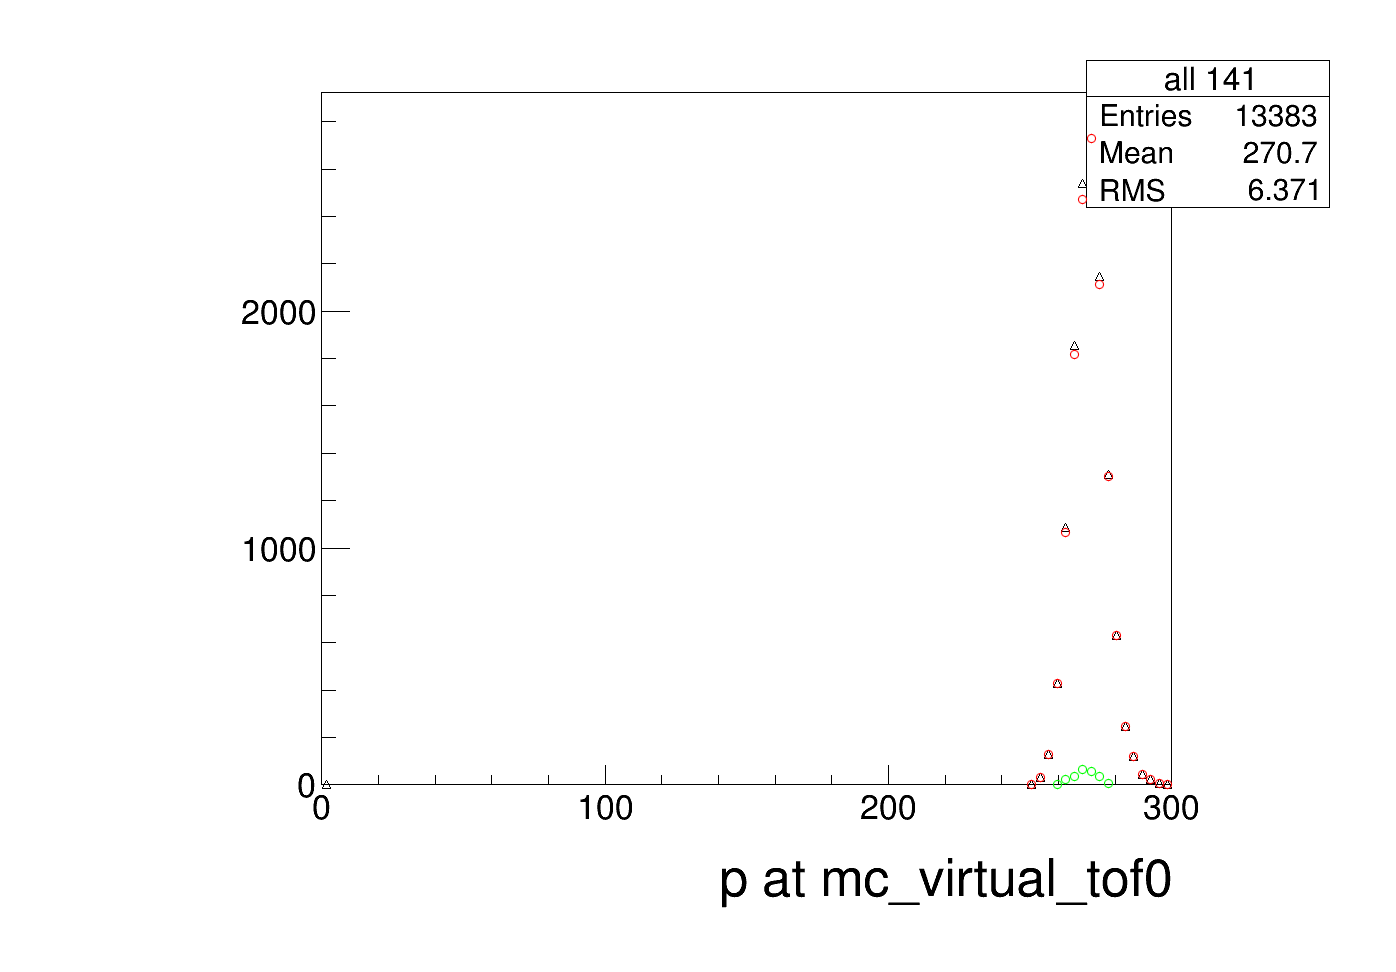 all 141
Entries 13383
Mean 270.7
RMS 6.371
2000
1000
0
0 100 200 300
p at mc_virtual_tof0